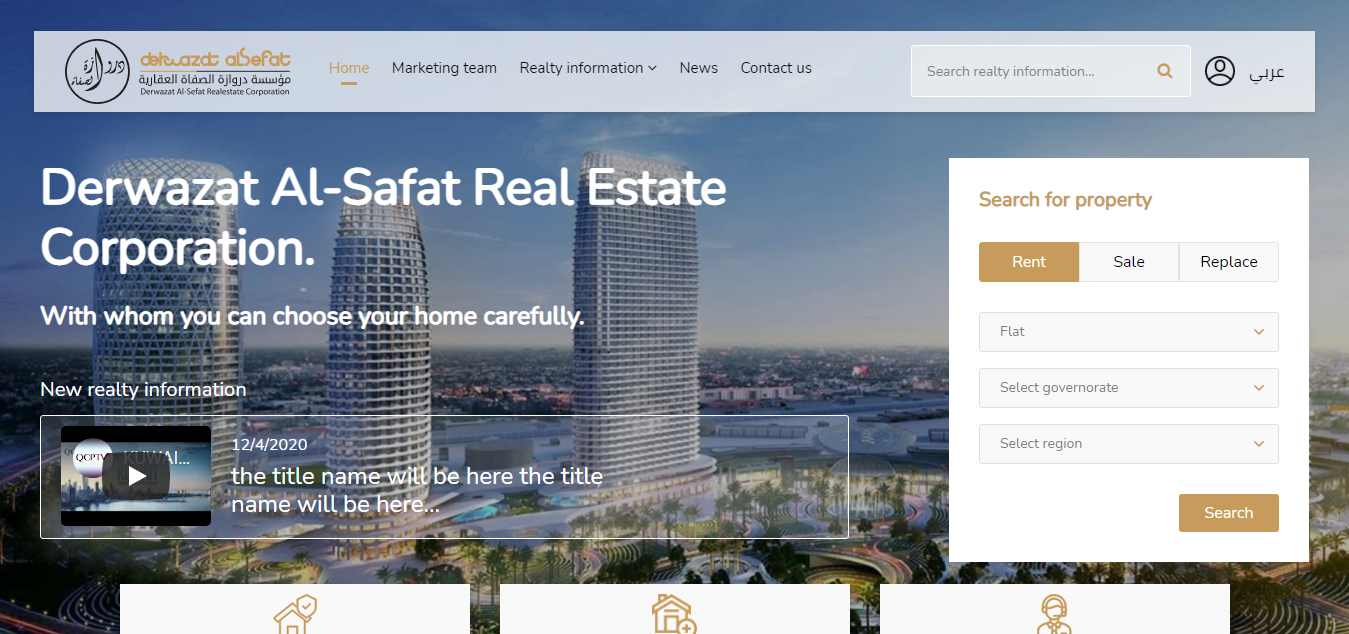 دروازة
الصفاة
derwazat alsefat
مؤسسة دروازة الصفاة العقارية
Derwazat Al-Sefat Realestate Corporation
Home
Marketing team
Realty information
News
Contact us
Search realty information...
عربي
Derwazat Al-Safat Real Estate
Corporation.
With whom you can choose your home carefully.
New realty information
QCPTV
KUWAI...
12/4/2020
the title name will be here the title
name will be here...
Search for property
Rent
Sale
Replace
Flat
Select governorate
Select region
Search